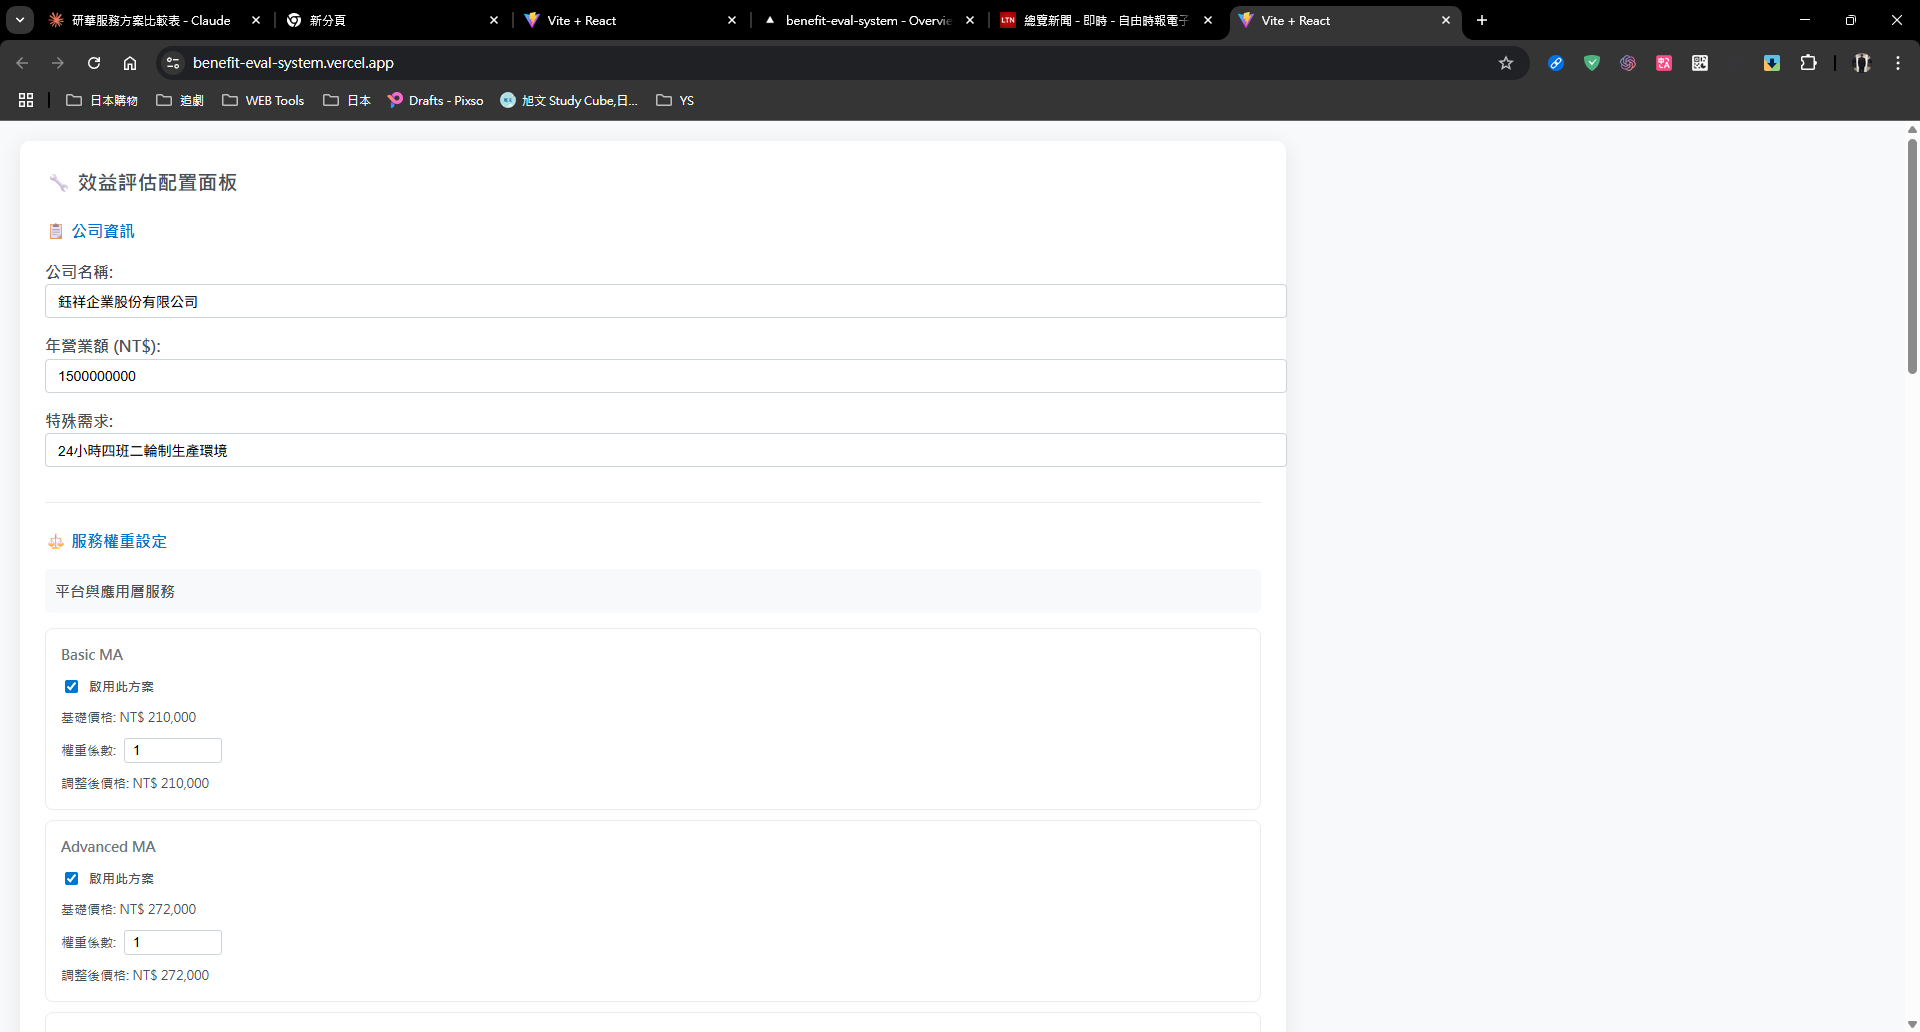 研華服務方案比較表 - Claude
新分頁
Vite + React
benefit-eval-system - Overvie
LTN 總覽新聞 - 即時 - 自由時報電子
Vite + React
benefit-eval-system.vercel.app
日本購物
追劇
WEB Tools
日本
Drafts - Pixso
旭文 Study Cube,日...
YS
效益評估配置面板
公司資訊
公司名稱:
鈺祥企業股份有限公司
年營業額 (NT$):
1500000000
特殊需求:
24小時四班二輪制生產環境
服務權重設定
平台與應用層服務
Basic MA
啟用此方案
基礎價格: NT$ 210,000
權重係數: 1
調整後價格: NT$ 210,000
Advanced MA
啟用此方案
基礎價格: NT$ 272,000
權重係數: 1
調整後價格: NT$ 272,000